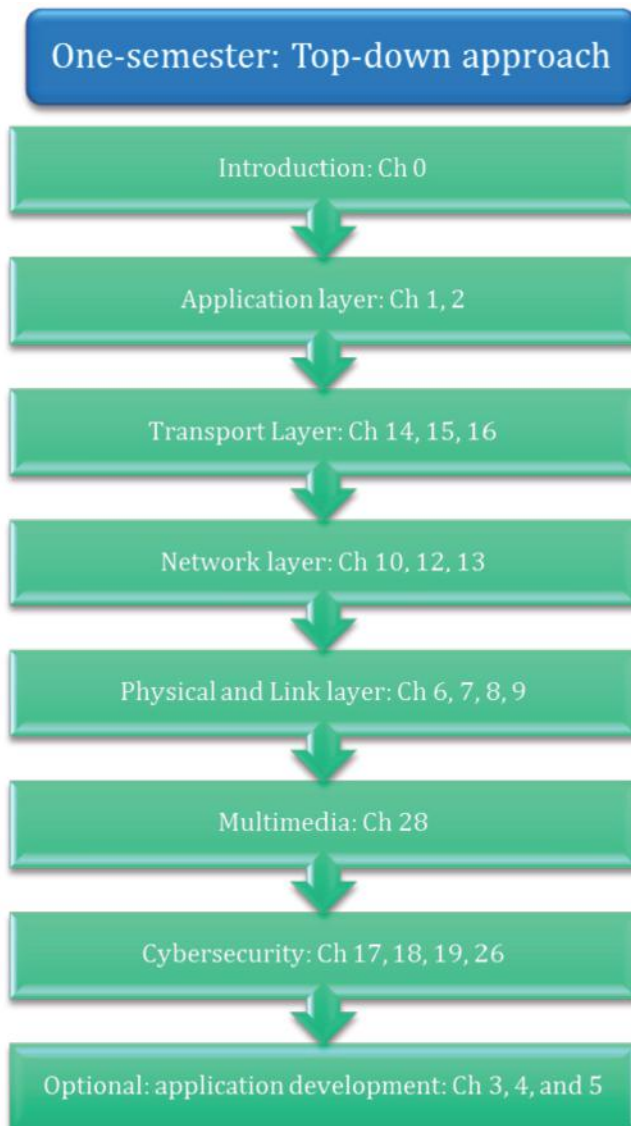 One-semester: Top-down approach
Introduction: Ch 0
Application layer: Ch 1, 2
Transport Layer: Ch 14, 15, 16
Network layer: Ch 10, 12, 13
Physical and Link layer: Ch 6, 7, 8, 9
Multimedia: Ch 28
Cybersecurity: Ch 17, 18, 19, 26
Optional: application development: Ch 3, 4, and 5